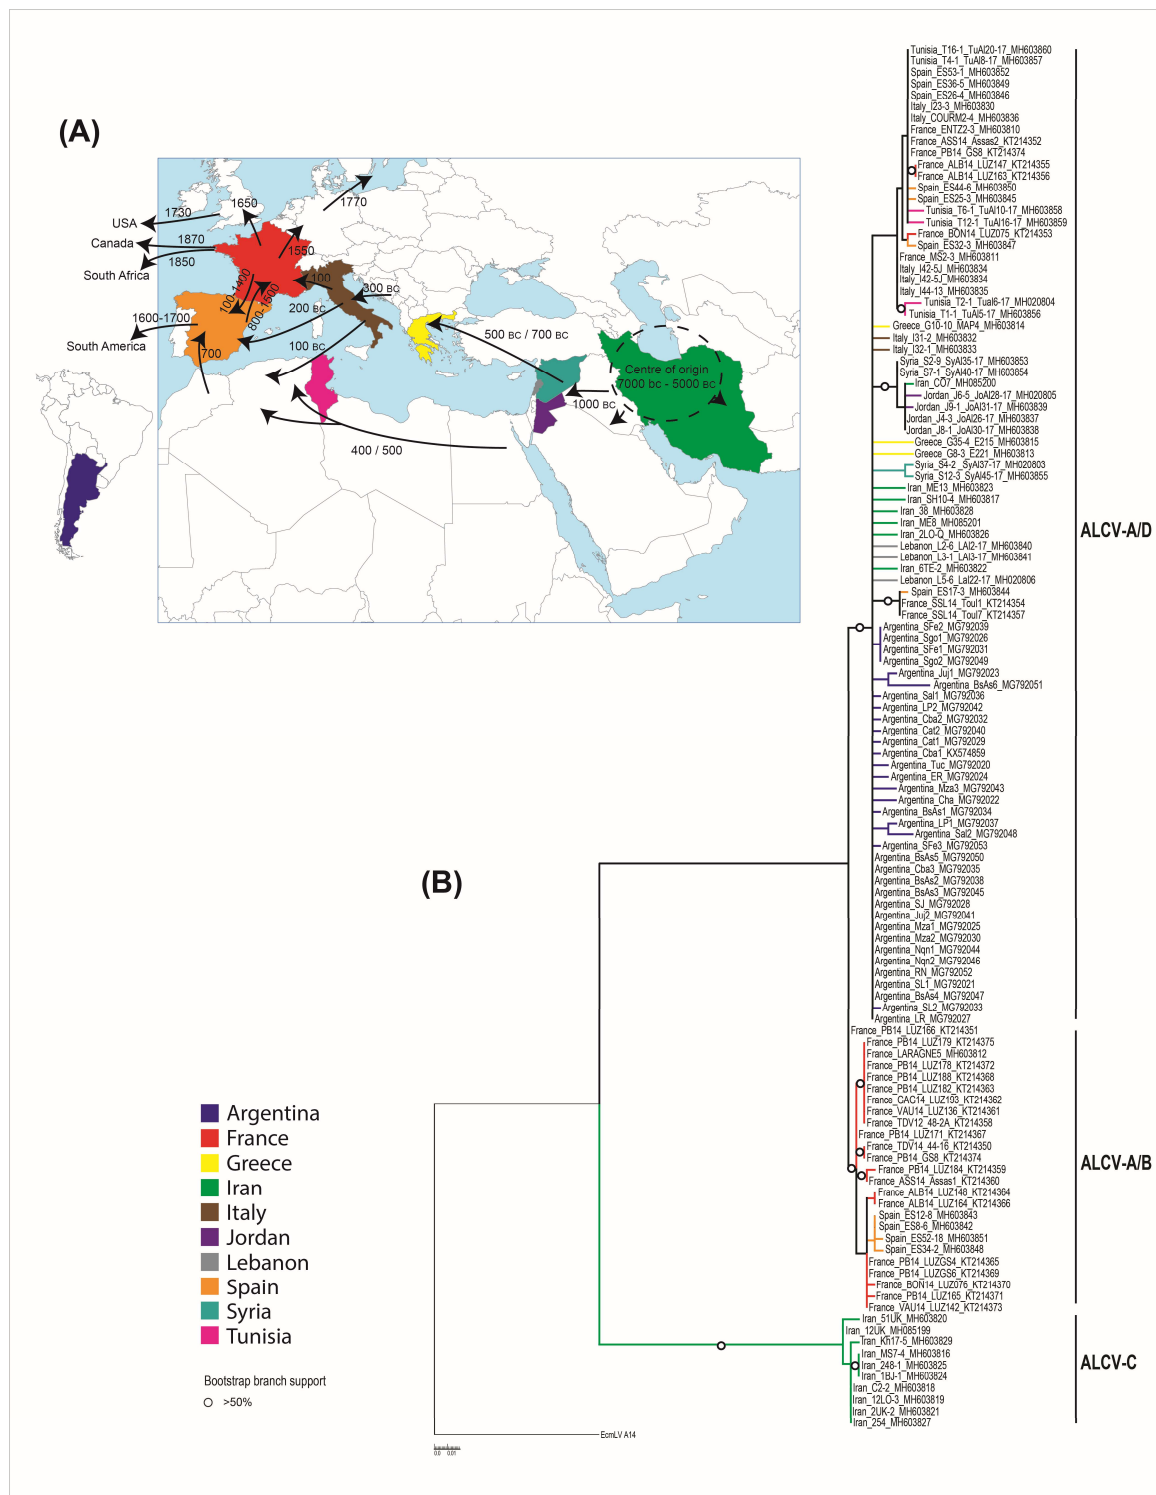 (A)
1770
1650
1730
USA
Canada
1870
1850
South Africa
1550
100
300 BC
100-1400
800-1500
200 BC
1600-1700
South America
700
100 BC
500 BC / 700 BC
Centre of origin
7000 bc - 5000 BC
1000 BC
400 / 500
(B)
Tunisia_T16-1_TuAl20-17_MH603860
Tunisia_T4-1_TuAl8-17_MH603857
Spain_ES53-1_MH603852
Spain_ES36-5_MH603849
Spain_ES26-4_MH603846
Italy_I23-3_MH603830
Italy_COURM2-4_MH603836
France_ENTZ2-3_MH603810
France_ASS14_Assas2_KT214352
France_PB14_GS8_KT214374
France_ALB14_LUZ147_KT214355
France_ALB14_LUZ163_KT214356
Spain_ES44-6_MH603850
Spain_ES25-3_MH603845
Tunisia_T6-1_TuAl10-17_MH603858
Tunisia_T12-1_TuAl16-17_MH603859
France_BON14_LUZ075_KT214353
Spain_ES32-3_MH603847
France_MS2-3_MH603811
Italy_I42-5J_MH603834
Italy_I42-5J_MH603834
Italy_I44-13_MH603835
Tunisia_T2-1_TuAl6-17_MH020804
Tunisia_T1-1_TuAl5-17_MH603856
Greece_G10-10_MAP4_MH603814
Italy_I31-2_MH603832
Italy_I32-1_MH603833
Syria_S2-9_SyAl35-17_MH603853
Syria_S7-1_SyAl40-17_MH603854
Iran_CO7_MH085200
Jordan_J6-5_JoAl28-17_MH020805
Jordan_J9-1_JoAl31-17_MH603839
Jordan_J4-3_JoAl26-17_MH603837
Jordan_J8-1_JoAl30-17_MH603838
Greece_G35-4_E215_MH603815
Greece_G8-3_E221_MH603813
Syria_S4-2_SyAl37-17_MH020803
Syria_S12-3_SyAl45-17_MH603855
Iran_ME13_MH603823
Iran_SH10-4_MH603817
Iran_38_MH603828
Iran_ME8_MH085201
Iran_2LO-Q_MH603826
Lebanon_L2-6_LAl2-17_MH603840
Lebanon_L3-1_LAl3-17_MH603841
Iran_6TE-2_MH603822
Lebanon_L5-6_Lal22-17_MH020806
Spain_ES17-3_MH603844
France_SSL14_Toul1_KT214354
France_SSL14_Toul7_KT214357
Argentina_SFe2_MG792039
Argentina_Sgo1_MG792026
Argentina_SFe1_MG792031
Argentina_Sgo2_MG792049
Argentina_Juj1_MG792023
Argentina_BsAs6_MG792051
Argentina_Sal1_MG792036
Argentina_LP2_MG792042
Argentina_Cba2_MG792032
Argentina_Cat2_MG792040
Argentina_Cat1_MG792029
Argentina_Cba1_KX574859
Argentina_Tuc_MG792020
Argentina_ER_MG792024
Argentina_Mza3_MG792043
Argentina_Cha_MG792022
Argentina_BsAs1_MG792034
Argentina_LP1_MG792037
Argentina_Sal2_MG792048
Argentina_SFe3_MG792053
Argentina_BsAs5_MG792050
Argentina_Cba3_MG792035
Argentina_BsAs2_MG792038
Argentina_BsAs3_MG792045
Argentina_SJ_MG792028
Argentina_Juj2_MG792041
Argentina_Mza1_MG792025
Argentina_Mza2_MG792030
Argentina_Nqn1_MG792044
Argentina_Nqn2_MG792046
Argentina_RN_MG792052
Argentina_SL1_MG792021
Argentina_BsAs4_MG792047
Argentina_SL2_MG792033
Argentina_LR_MG792027
ALCV-A/D
France_PB14_LUZ166_KT214351
France_PB14_LUZ179_KT214375
France_LARAGNE5_MH603812
France_PB14_LUZ178_KT214372
France_PB14_LUZ188_KT214368
France_PB14_LUZ182_KT214363
France_CAC14_LUZ193_KT214362
France_VAU14_LUZ136_KT214361
France_TDV12_48-2A_KT214358
France_PB14_LUZ171_KT214367
France_TDV14_44-16_KT214350
France_PB14_GS8_KT214374
France_PB14_LUZ184_KT214359
France_ASS14_Assas1_KT214360
France_ALB14_LUZ148_KT214364
France_ALB14_LUZ164_KT214366
Spain_ES12-8_MH603843
Spain_ES8-6_MH603842
Spain_ES52-18_MH603851
Spain_ES34-2_MH603848
France_PB14_LUZGS4_KT214365
France_PB14_LUZGS6_KT214369
France_BON14_LUZ076_KT214370
France_PB14_LUZ165_KT214371
France_VAU14_LUZ142_KT214373
ALCV-A/B
Iran_51UK_MH603820
Iran_12UK_MH085199
Iran_Kh17-5_MH603829
Iran_MS7-4_MH603816
Iran_248-1_MH603825
Iran_1BJ-1_MH603824
Iran_C2-2_MH603818
Iran_12LO-3_MH603819
Iran_2UK-2_MH603821
Iran_254_MH603827
ALCV-C
EcmLV A14
0.0 0.01
Argentina
France
Greece
Iran
Italy
Jordan
Lebanon
Spain
Syria
Tunisia
Bootstrap branch support
>50%